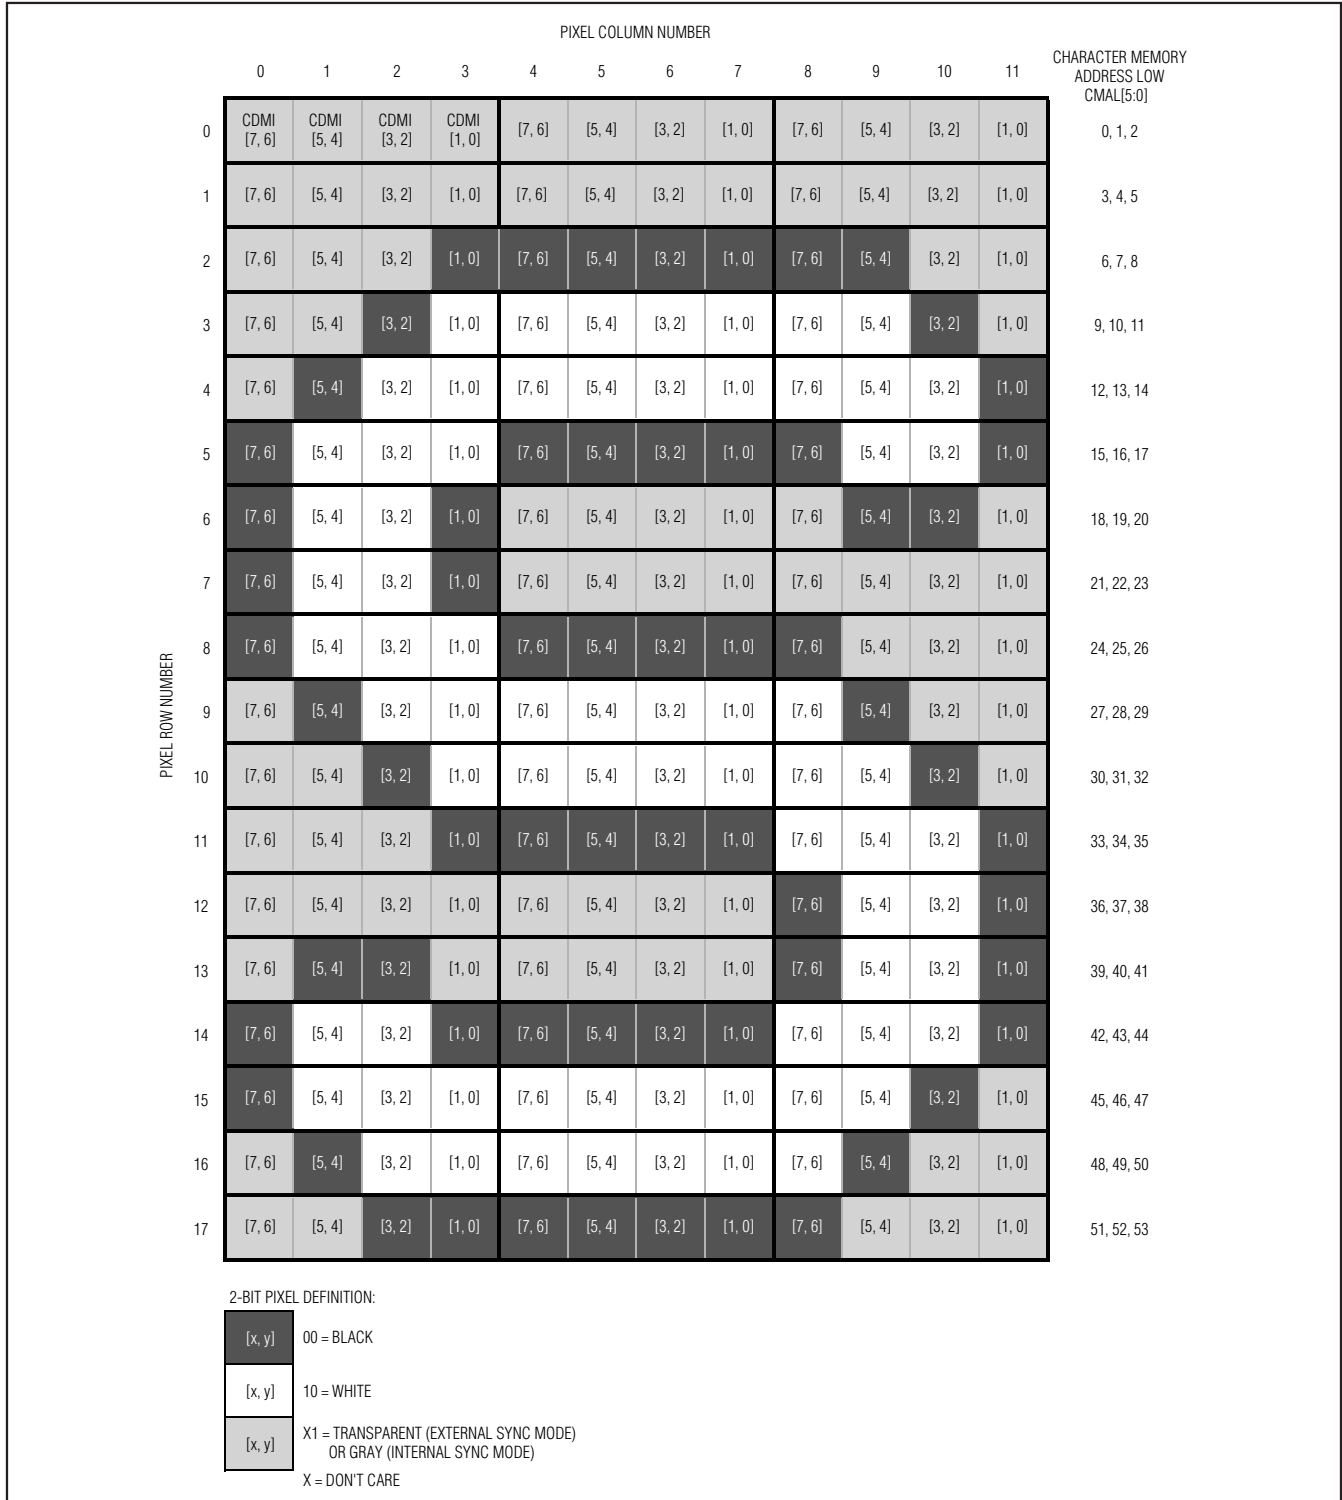 PIXEL COLUMN NUMBER
CHARACTER MEMORY
ADDRESS LOW
CMAL[5:0]
0 1 2 3 4 5 6 7 8 9 10 11
CDMI CDMI CDMI CDMI
0 [7, 6] [5, 4] [3, 2] [1, 0] [7, 6] [5, 4] [3, 2] [1, 0] [7, 6] [5, 4] [3, 2] [1, 0] 0, 1, 2
1 [7, 6] [5, 4] [3, 2] [1, 0] [7, 6] [5, 4] [3, 2] [1, 0] [7, 6] [5, 4] [3, 2] [1, 0] 3, 4, 5
2 [7, 6] [5, 4] [3, 2] [1, 0] [7, 6] [5, 4] [3, 2] [1, 0] [7, 6] [5, 4] [3, 2] [1, 0] 6, 7, 8
3 [7, 6] [5, 4] [3, 2] [1, 0] [7, 6] [5, 4] [3, 2] [1, 0] [7, 6] [5, 4] [3, 2] [1, 0] 9, 10, 11
4 [7, 6] [5, 4] [3, 2] [1, 0] [7, 6] [5, 4] [3, 2] [1, 0] [7, 6] [5, 4] [3, 2] [1, 0] 12, 13, 14
5 [7, 6] [5, 4] [3, 2] [1, 0] [7, 6] [5, 4] [3, 2] [1, 0] [7, 6] [5, 4] [3, 2] [1, 0] 15, 16, 17
6 [7, 6] [5, 4] [3, 2] [1, 0] [7, 6] [5, 4] [3, 2] [1, 0] [7, 6] [5, 4] [3, 2] [1, 0] 18, 19, 20
7 [7, 6] [5, 4] [3, 2] [1, 0] [7, 6] [5, 4] [3, 2] [1, 0] [7, 6] [5, 4] [3, 2] [1, 0] 21, 22, 23
8 [7, 6] [5, 4] [3, 2] [1, 0] [7, 6] [5, 4] [3, 2] [1, 0] [7, 6] [5, 4] [3, 2] [1, 0] 24, 25, 26
PIXEL ROW NUMBER
9 [7, 6] [5, 4] [3, 2] [1, 0] [7, 6] [5, 4] [3, 2] [1, 0] [7, 6] [5, 4] [3, 2] [1, 0] 27, 28, 29
10 [7, 6] [5, 4] [3, 2] [1, 0] [7, 6] [5, 4] [3, 2] [1, 0] [7, 6] [5, 4] [3, 2] [1, 0] 30, 31, 32
11 [7, 6] [5, 4] [3, 2] [1, 0] [7, 6] [5, 4] [3, 2] [1, 0] [7, 6] [5, 4] [3, 2] [1, 0] 33, 34, 35
12 [7, 6] [5, 4] [3, 2] [1, 0] [7, 6] [5, 4] [3, 2] [1, 0] [7, 6] [5, 4] [3, 2] [1, 0] 36, 37, 38
13 [7, 6] [5, 4] [3, 2] [1, 0] [7, 6] [5, 4] [3, 2] [1, 0] [7, 6] [5, 4] [3, 2] [1, 0] 39, 40, 41
14 [7, 6] [5, 4] [3, 2] [1, 0] [7, 6] [5, 4] [3, 2] [1, 0] [7, 6] [5, 4] [3, 2] [1, 0] 42, 43, 44
15 [7, 6] [5, 4] [3, 2] [1, 0] [7, 6] [5, 4] [3, 2] [1, 0] [7, 6] [5, 4] [3, 2] [1, 0] 45, 46, 47
16 [7, 6] [5, 4] [3, 2] [1, 0] [7, 6] [5, 4] [3, 2] [1, 0] [7, 6] [5, 4] [3, 2] [1, 0] 48, 49, 50
17 [7, 6] [5, 4] [3, 2] [1, 0] [7, 6] [5, 4] [3, 2] [1, 0] [7, 6] [5, 4] [3, 2] [1, 0] 51, 52, 53
2-BIT PIXEL DEFINITION:
[x, y] 00 = BLACK
[x, y] 10 = WHITE
[x, y] X1 = TRANSPARENT (EXTERNAL SYNC MODE)
OR GRAY (INTERNAL SYNC MODE)
X = DON'T CARE